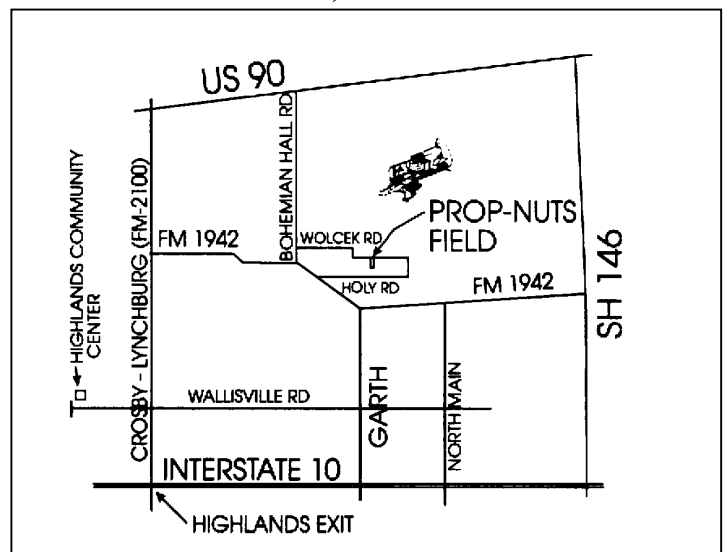 US 90
BOHEMIAN HALL RD
HIGHLANDS COMMUNITY
CENTER
CROSBY - LYNCHBURG (FM-2100)
FM 1942
WOLCEK RD
PROP-NUTS
FIELD
HOLY RD
FM 1942
SH 146
WALLISVILLE RD
GARTH
NORTH MAIN
INTERSTATE 10
HIGHLANDS EXIT